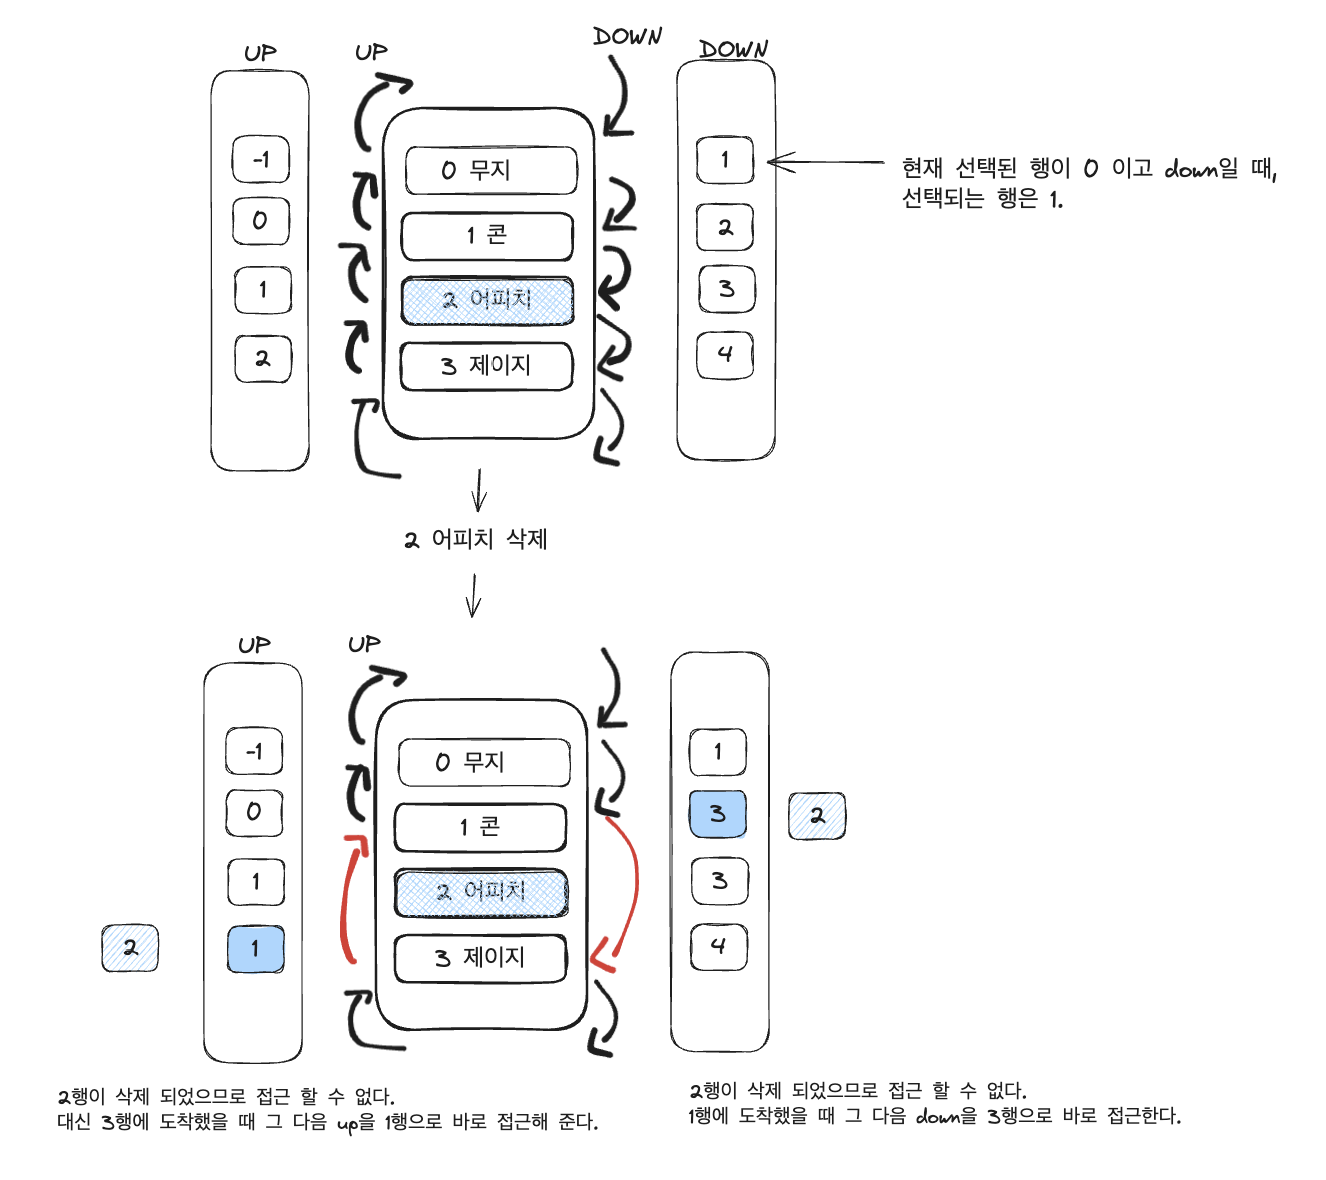 UP
UP
DOWN
DOWN
-1
0
1
2
0 무지
1 콘
2 어피치
3 제이지
1
2
3
4
현재 선택된 행이 0 이고 down일 때,
선택되는 행은 1.
2 어피치 삭제
UP
UP
-1
0
1
1
2
0 무지
1 콘
2 어피치
3 제이지
1
3
3
4
2
2행이 삭제 되었으므로 접근 할 수 없다.
대신 3행에 도착했을 때 그 다음 up을 1행으로 바로 접근해 준다.
2행이 삭제 되었으므로 접근 할 수 없다.
1행에 도착했을 때 그 다음 down을 3행으로 바로 접근한다.